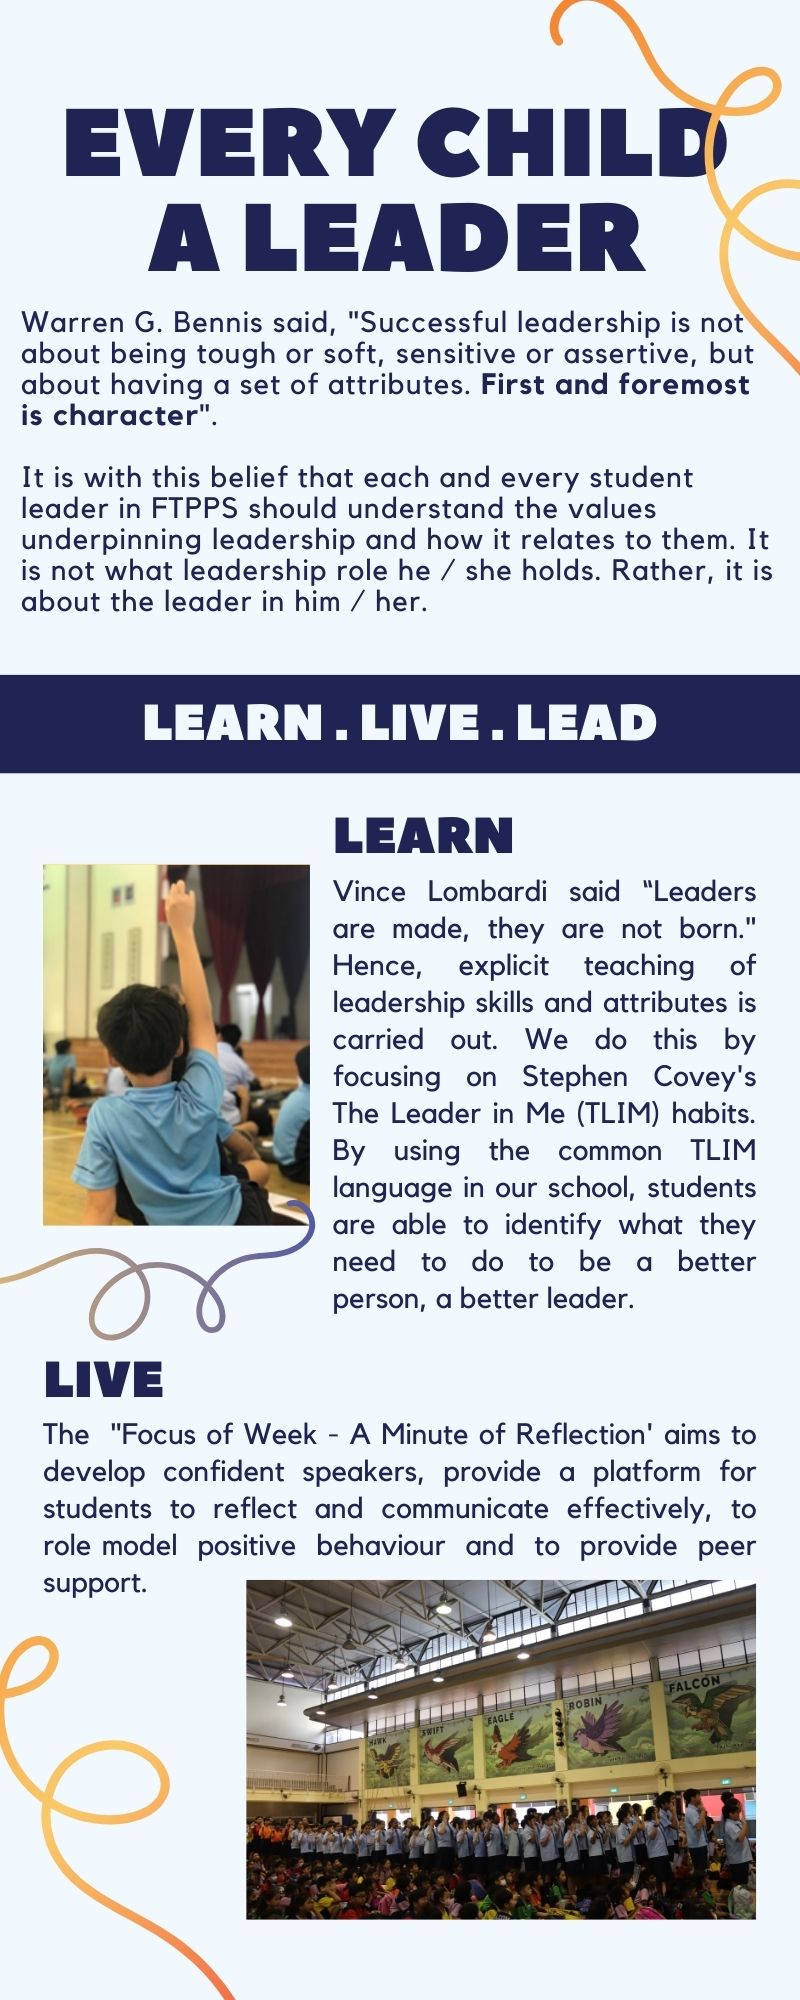 EVERY CHILD
A LEADER
Warren G. Bennis said, "Successful leadership is not
about being tough or soft, sensitive or assertive, but
about having a set of attributes. First and foremost
is character".
It is with this belief that each and every student
leader in FTPPS should understand the values
underpinning leadership and how it relates to them. It
is not what leadership role he / she holds. Rather, it is
about the leader in him / her.
LEARN . LIVE . LEAD
LEARN
Vince Lombardi said “Leaders
are made, they are not born."
Hence, explicit teaching of
leadership skills and attributes is
carried out. We do this by
focusing on Stephen Covey's
The Leader in Me (TLIM) habits.
By using the common TLIM
language in our school, students
are able to identify what they
need to do to be a better
person, a better leader.
LIVE
The "Focus of Week - A Minute of Reflection' aims to
develop confident speakers, provide a platform for
students to reflect and communicate effectively, to
role model positive behaviour and to provide peer
support.
HAWK
SWIFT
EAGLE
ROBIN
FALCON